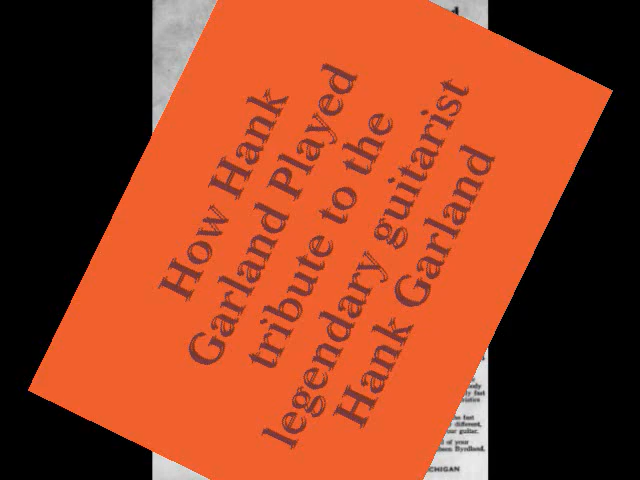 How Hank
Garland Played
tribute to the
legendary guitarist
Hank Garland